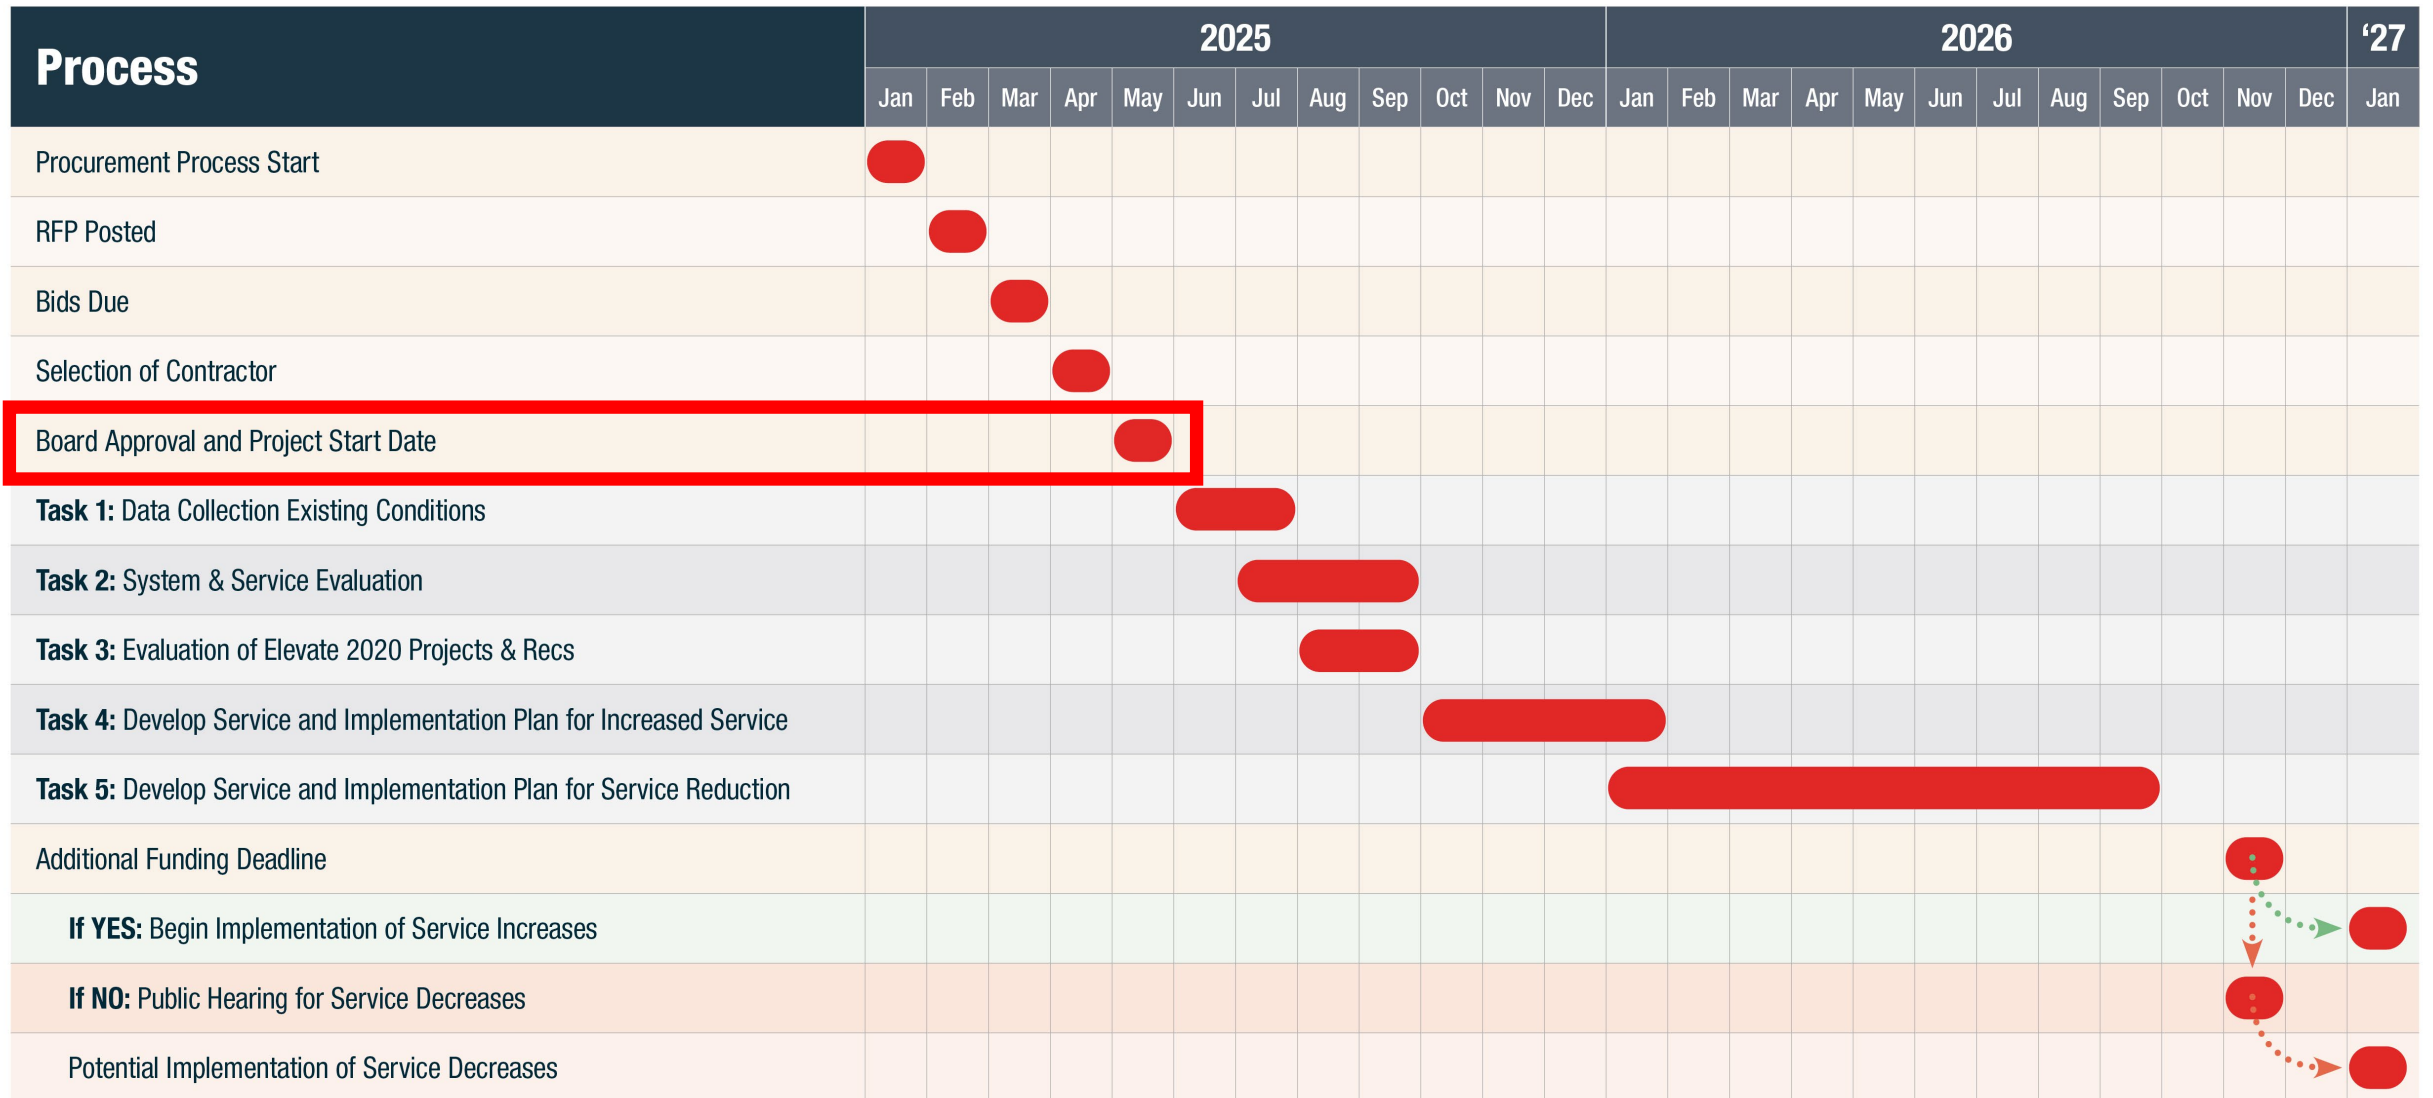 Process
2025
2026
‘27
Jan Feb Mar Apr May Jun Jul Aug Sep Oct Nov Dec Jan Feb Mar Apr May Jun Jul Aug Sep Oct Nov Dec Jan
Procurement Process Start
RFP Posted
Bids Due
Selection of Contractor
Board Approval and Project Start Date
Task 1: Data Collection Existing Conditions
Task 2: System & Service Evaluation
Task 3: Evaluation of Elevate 2020 Projects & Recs
Task 4: Develop Service and Implementation Plan for Increased Service
Task 5: Develop Service and Implementation Plan for Service Reduction
Additional Funding Deadline
If YES: Begin Implementation of Service Increases
If NO: Public Hearing for Service Decreases
Potential Implementation of Service Decreases